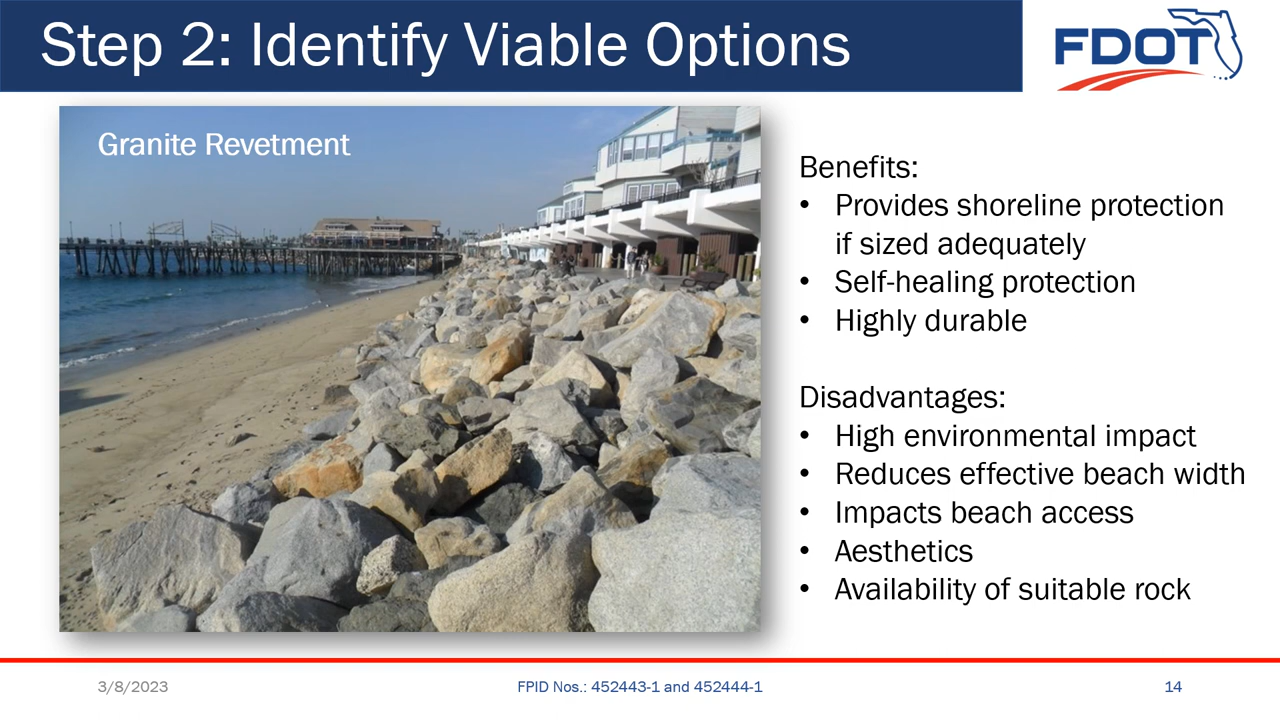 Step 2: Identify Viable Options
FDOT
Granite Revetment
Benefits:
• Provides shoreline protection
if sized adequately
• Self-healing protection
• Highly durable
Disadvantages:
• High environmental impact
• Reduces effective beach width
• Impacts beach access
• Aesthetics
• Availability of suitable rock
3/8/2023
FPID Nos.: 452443-1 and 452444-1
14